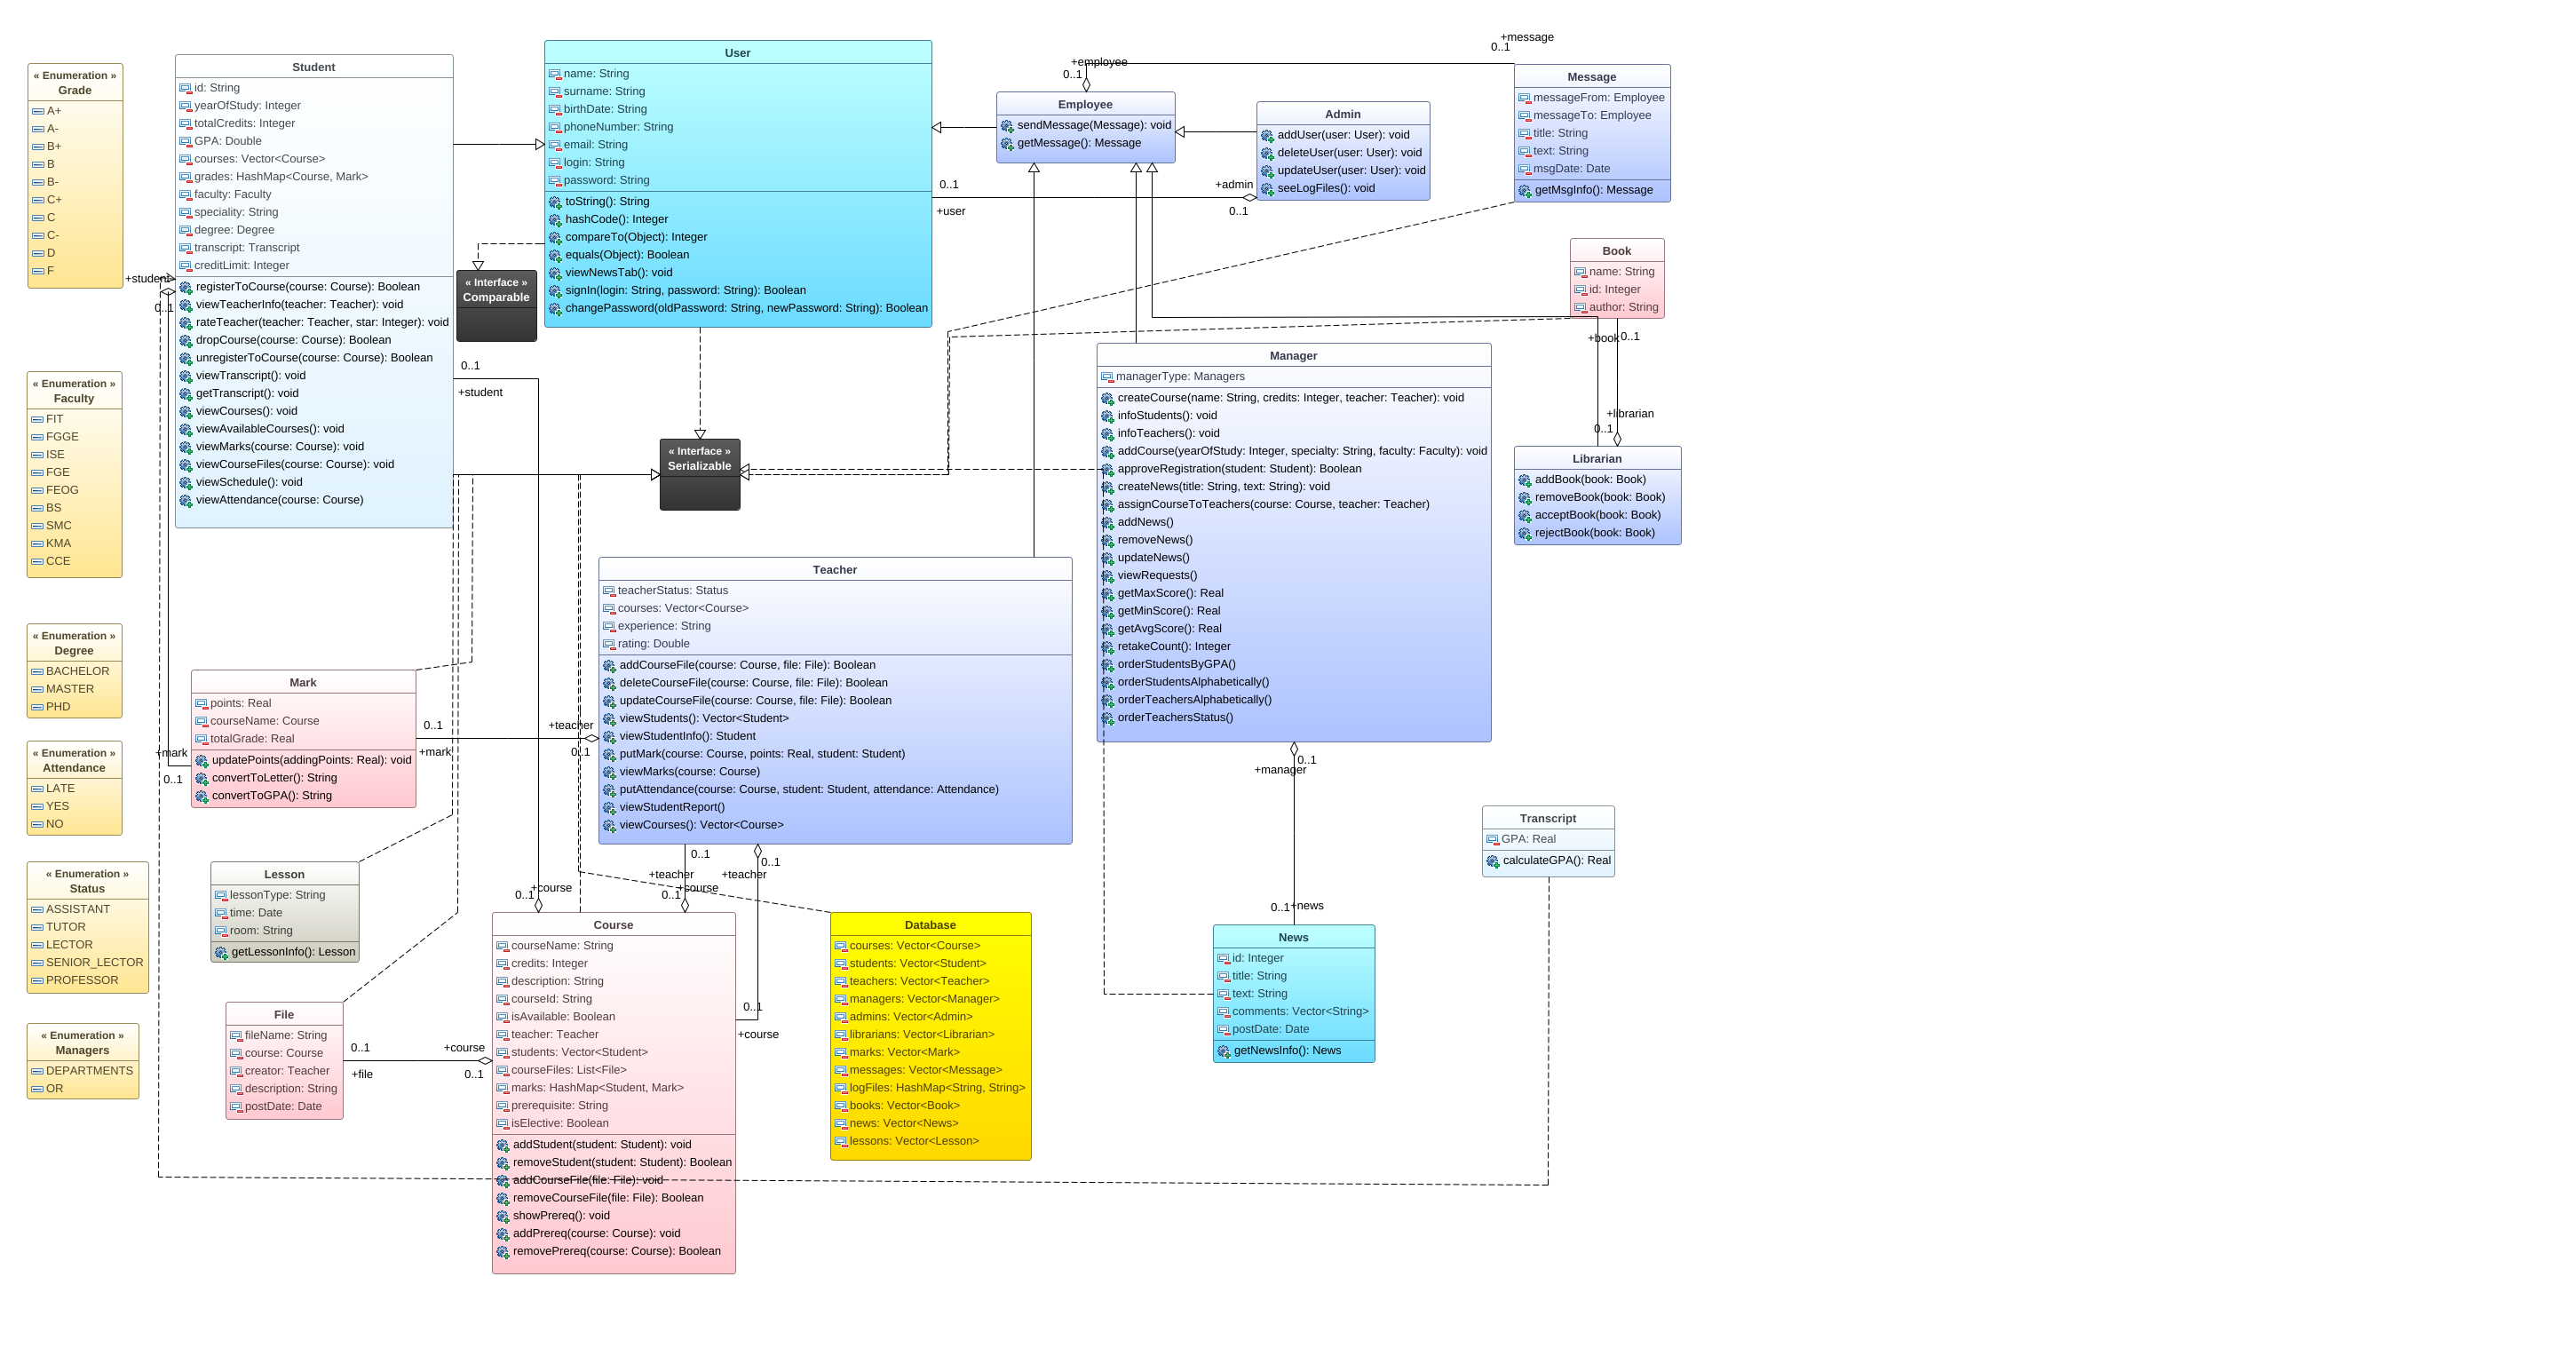 « Enumeration »
Grade
A+
A-
B+
B
B-
C+
C
C-
D
F
« Enumeration »
Faculty
FIT
FGGE
ISE
FGE
FEOG
BS
SMC
KMA
CCE
« Enumeration »
Degree
BACHELOR
MASTER
PHD
« Enumeration »
Attendance
LATE
YES
NO
« Enumeration »
Status
ASSISTANT
TUTOR
LECTOR
SENIOR_LECTOR
PROFESSOR
« Enumeration »
Managers
DEPARTMENTS
OR
Student
id: String
yearOfStudy: Integer
totalCredits: Integer
GPA: Double
courses: Vector<Course>
grades: HashMap<Course, Mark>
faculty: Faculty
speciality: String
degree: Degree
transcript: Transcript
creditLimit: Integer
registerToCourse(course: Course): Boolean
viewTeacherInfo(teacher: Teacher): void
rateTeacher(teacher: Teacher, star: Integer): void
dropCourse(course: Course): Boolean
unregisterToCourse(course: Course): Boolean
viewTranscript(): void
getTranscript(): void
viewCourses(): void
viewAvailableCourses(): void
viewMarks(course: Course): void
viewCourseFiles(course: Course): void
viewSchedule(): void
viewAttendance(course: Course)
+student
0..1
0..1
+student
User
name: String
surname: String
birthDate: String
phoneNumber: String
email: String
login: String
password: String
toString(): String
hashCode(): Integer
compareTo(Object): Integer
equals(Object): Boolean
viewNewsTab(): void
signIn(login: String, password: String): Boolean
changePassword(oldPassword: String, newPassword: String): Boolean
« Interface »
Comparable
« Interface »
Serializable
+employee
0..1
Employee
sendMessage(Message): void
getMessage(): Message
0..1
+user
+admin
0..1
Admin
addUser(user: User): void
deleteUser(user: User): void
updateUser(user: User): void
seeLogFiles(): void
+message
0..1
Message
messageFrom: Employee
messageTo: Employee
title: String
text: String
msgDate: Date
getMsgInfo(): Message
Book
name: String
id: Integer
author: String
+book
0..1
+librarian
0..1
Librarian
addBook(book: Book)
removeBook(book: Book)
acceptBook(book: Book)
rejectBook(book: Book)
Manager
managerType: Managers
createCourse(name: String, credits: Integer, teacher: Teacher): void
infoStudents(): void
infoTeachers(): void
addCourse(yearOfStudy: Integer, specialty: String, faculty: Faculty): void
approveRegistration(student: Student): Boolean
createNews(title: String, text: String): void
assignCourseToTeachers(course: Course, teacher: Teacher)
addNews()
removeNews()
updateNews()
viewRequests()
getMaxScore(): Real
getMinScore(): Real
getAvgScore(): Real
retakeCount(): Integer
orderStudentsByGPA()
orderStudentsAlphabetically()
orderTeachersAlphabetically()
orderTeachersStatus()
0..1
+manager
0..1
+news
Teacher
teacherStatus: Status
courses: Vector<Course>
experience: String
rating: Double
addCourseFile(course: Course, file: File): Boolean
deleteCourseFile(course: Course, file: File): Boolean
updateCourseFile(course: Course, file: File): Boolean
viewStudents(): Vector<Student>
viewStudentInfo(): Student
putMark(course: Course, points: Real, student: Student)
viewMarks(course: Course)
putAttendance(course: Course, student: Student, attendance: Attendance)
viewStudentReport()
viewCourses(): Vector<Course>
Mark
points: Real
courseName: Course
totalGrade: Real
updatePoints(addingPoints: Real): void
convertToLetter(): String
convertToGPA(): String
+mark
0..1
0..1
+mark
+teacher
0..1
Lesson
lessonType: String
time: Date
room: String
getLessonInfo(): Lesson
File
fileName: String
course: Course
creator: Teacher
description: String
postDate: Date
0..1
+file
+course
0..1
+course
0..1
0..1
+teacher
+course
0..1
0..1
+teacher
0..1
+course
Course
courseName: String
credits: Integer
description: String
courseId: String
isAvailable: Boolean
teacher: Teacher
students: Vector<Student>
courseFiles: List<File>
marks: HashMap<Student, Mark>
prerequisite: String
isElective: Boolean
addStudent(student: Student): void
removeStudent(student: Student): Boolean
addCourseFile(file: File): void
removeCourseFile(file: File): Boolean
showPrereq(): void
addPrereq(course: Course): void
removePrereq(course: Course): Boolean
Database
courses: Vector<Course>
students: Vector<Student>
teachers: Vector<Teacher>
managers: Vector<Manager>
admins: Vector<Admin>
librarians: Vector<Librarian>
marks: Vector<Mark>
messages: Vector<Message>
logFiles: HashMap<String, String>
books: Vector<Book>
news: Vector<News>
lessons: Vector<Lesson>
News
id: Integer
title: String
text: String
comments: Vector<String>
postDate: Date
getNewsInfo(): News
Transcript
GPA: Real
calculateGPA(): Real